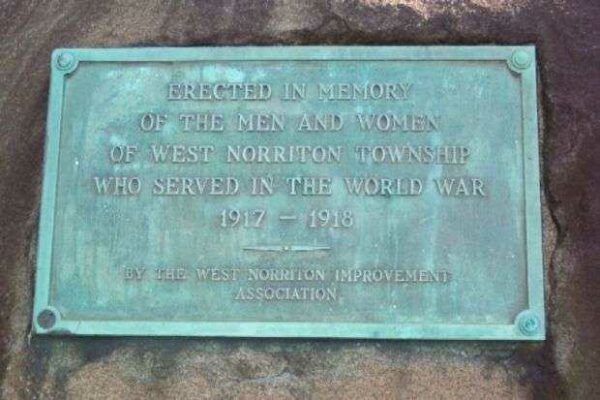 ERECTED IN MEMORY
OF THE MEN AND WOMEN
OF WEST NORRITON TOWNSHIP
WHO SERVED IN THE WORLD WAR
1917 — 1918
BY THE WEST NORRITON IMPROVEMENT
ASSOCIATION.